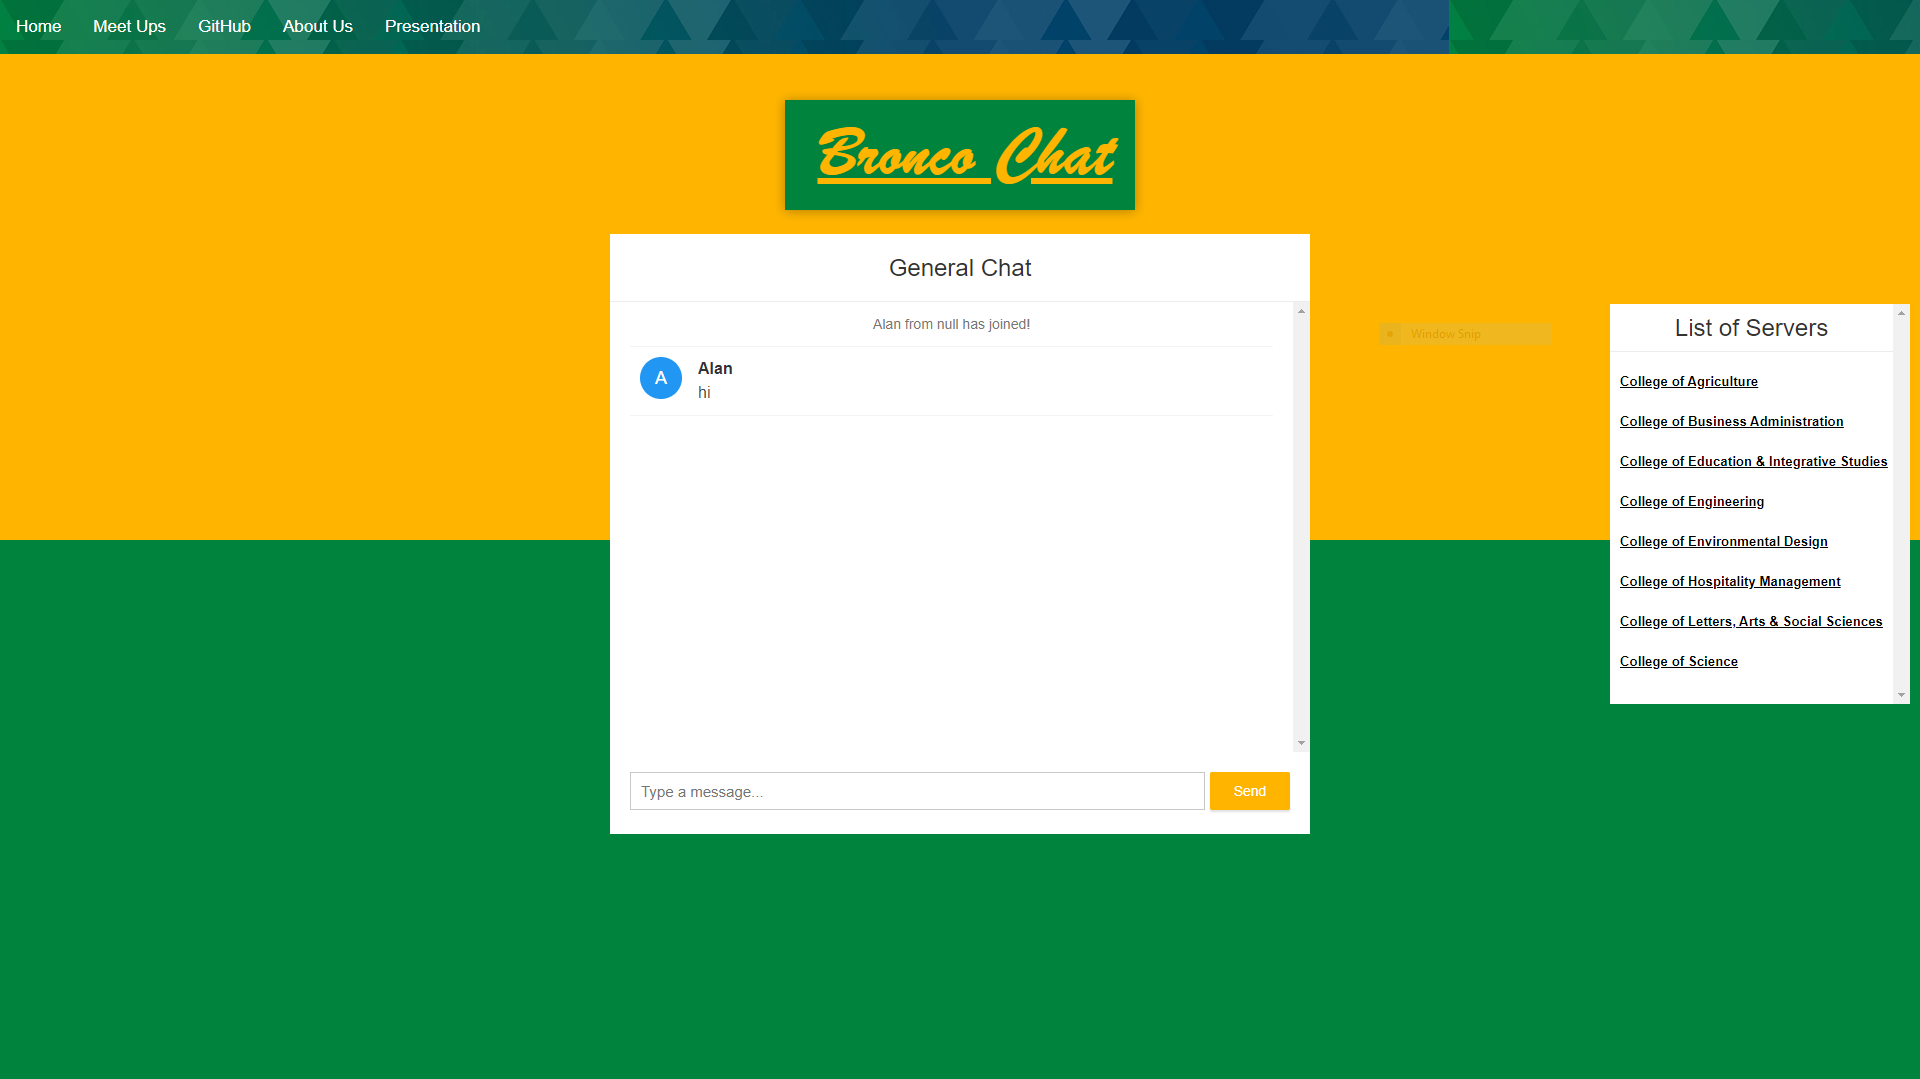 Home Meet Ups GitHub About Us Presentation
Bronco Chat
General Chat
Alan from null has joined!
A
Alan
hi
Type a message...
Send
Window Snip
List of Servers
College of Agriculture
College of Business Administration
College of Education & Integrative Studies
College of Engineering
College of Environmental Design
College of Hospitality Management
College of Letters, Arts & Social Sciences
College of Science